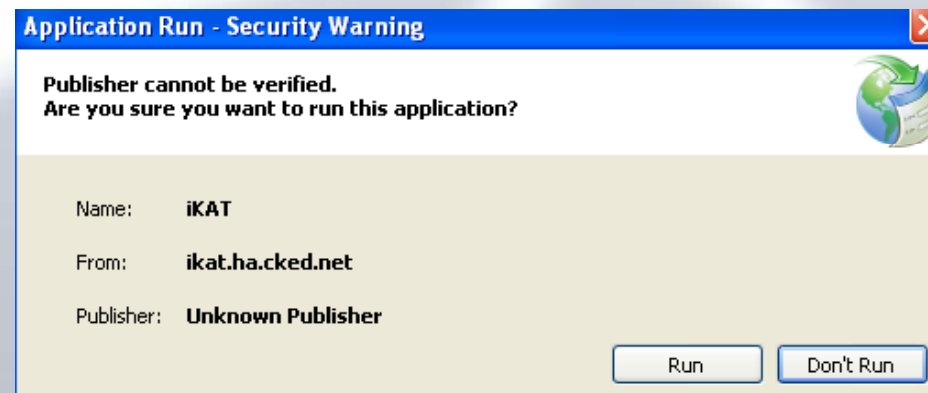 Application Run - Security Warning
Publisher cannot be verified.
Are you sure you want to run this application?
Name: iKAT
From: ikat.ha.cked.net
Publisher: Unknown Publisher
Run Don't Run